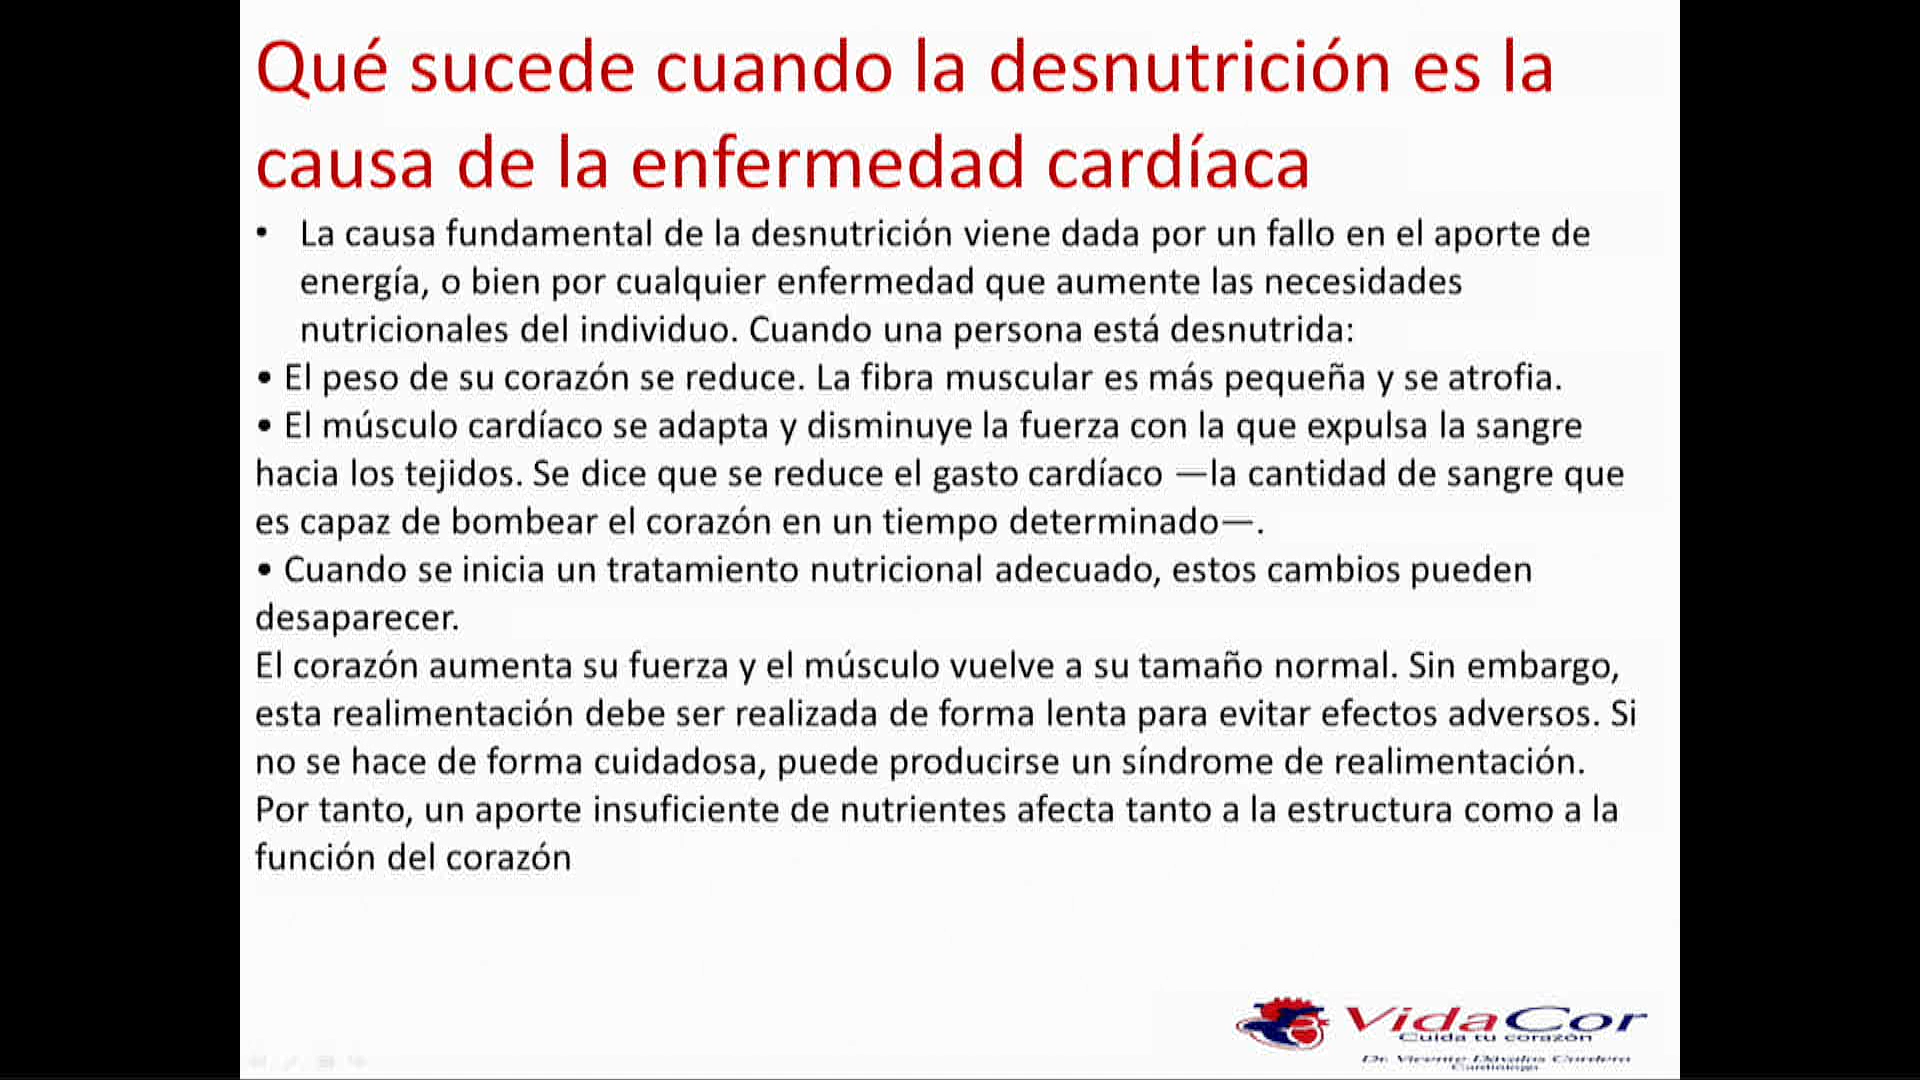 Qué sucede cuando la desnutrición es la
causa de la enfermedad cardíaca
• La causa fundamental de la desnutrición viene dada por un fallo en el aporte de
energía, o bien por cualquier enfermedad que aumente las necesidades
nutricionales del individuo. Cuando una persona está desnutrida:
• El peso de su corazón se reduce. La fibra muscular es más pequeña y se atrofia.
• El músculo cardíaco se adapta y disminuye la fuerza con la que expulsa la sangre
hacia los tejidos. Se dice que se reduce el gasto cardíaco —la cantidad de sangre que
es capaz de bombear el corazón en un tiempo determinado—.
• Cuando se inicia un tratamiento nutricional adecuado, estos cambios pueden
desaparecer.
El corazón aumenta su fuerza y el músculo vuelve a su tamaño normal. Sin embargo,
esta realimentación debe ser realizada de forma lenta para evitar efectos adversos. Si
no se hace de forma cuidadosa, puede producirse un síndrome de realimentación.
Por tanto, un aporte insuficiente de nutrientes afecta tanto a la estructura como a la
función del corazón
VidaCor
Cuida tu corazón
Dr. Vicente Dávalos Cordero
Cardiólogo